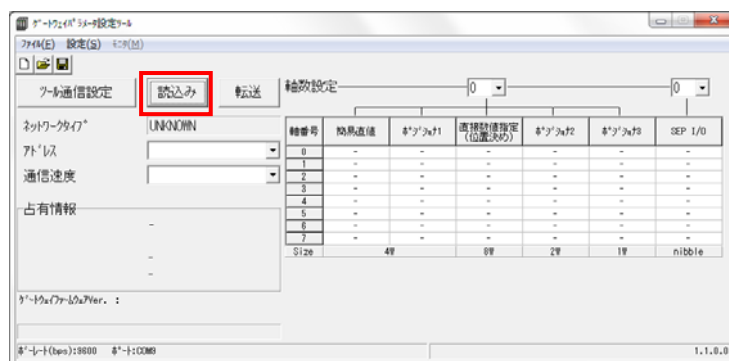 ゲートウェイパラメータ設定ツール
ファイル(F) 設定(S) モニタ(M)
ツール通信設定 読込み 転送 軸数設定 0 0
ネットワークタイプ UNKNOWN
アドレス
通信速度
占有情報
-
-
-
ゲートウェイファームウェアVer. :
軸番号 簡易直値 ポジショナ1 直接数値指定(位置決め) ポジショナ2 ポジショナ3 SEP I/O
0 - - - - - -
1 - - - - - -
2 - - - - - -
3 - - - - - -
4 - - - - - -
5 - - - - - -
6 - - - - - -
7 - - - - - -
Size 4W 8W 2W 1W nibble
ボーレート(bps):9600 ポート:COM8 1.1.0.0